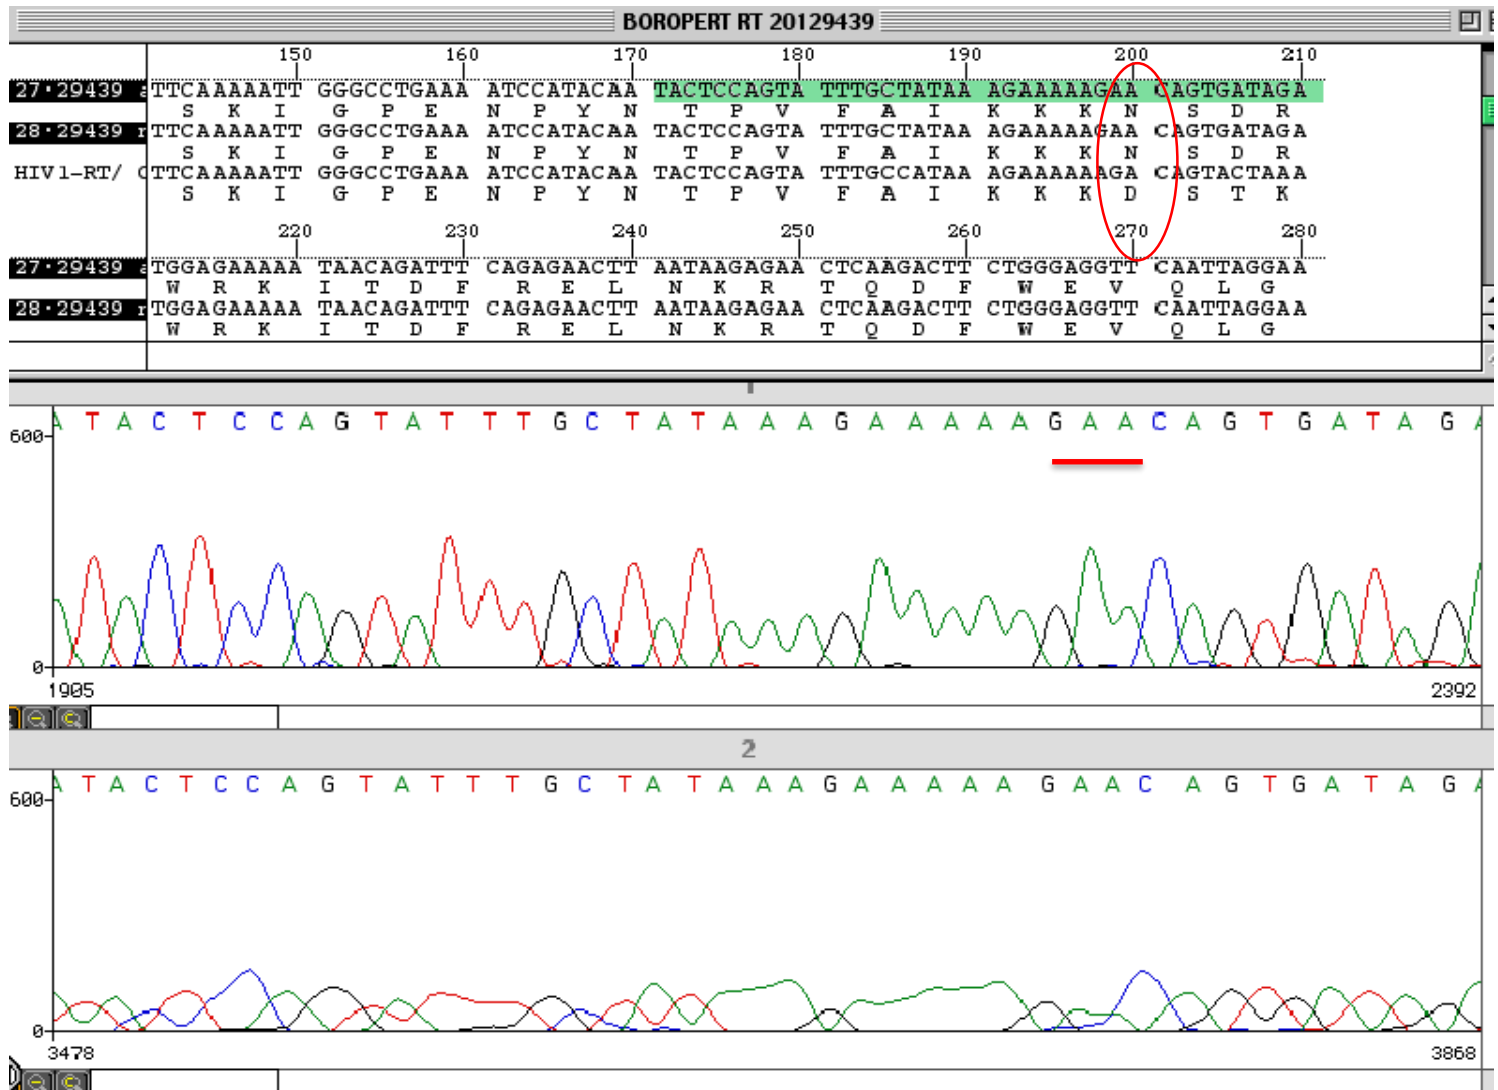 BOROPERT RT 20129439
150 160 170 180 190 200 210
27·29439 a TTCAAAAATT GGGCCTGAAA ATCCATACAA TACTCCAGTA TTTGCTATAA AGAAAAAGAA CAGTGATAGA
S K I G P E N P Y N T P V F A I K K K N S D R
28·29439 r TTCAAAAATT GGGCCTGAAA ATCCATACAA TACTCCAGTA TTTGCTATAA AGAAAAAGAA CAGTGATAGA
S K I G P E N P Y N T P V F A I K K K N S D R
HIV1-RT/ C TTCAAAAATT GGGCCTGAAA ATCCATACAA TACTCCAGTA TTTGCCATAA AGAAAAAAGA CAGTACTAAA
S K I G P E N P Y N T P V F A I K K K D S T K
220 230 240 250 260 270 280
27·29439 a TGGAGAAAAA TAACAGATTT CAGAGAACTT AATAAGAGAA CTCAAGACTT CTGGGAGGTT CAATTAGGAA
W R K I T D F R E L N K R T Q D F W E V Q L G
28·29439 r TGGAGAAAAA TAACAGATTT CAGAGAACTT AATAAGAGAA CTCAAGACTT CTGGGAGGTT CAATTAGGAA
W R K I T D F R E L N K R T Q D F W E V Q L G
1
A T A C T C C A G T A T T T G C T A T A A A G A A A A A G A A C A G T G A T A G A
600
0
1905 2392
2
A T A C T C C A G T A T T T G C T A T A A A G A A A A A G A A C A G T G A T A G A
600
0
3478 3868